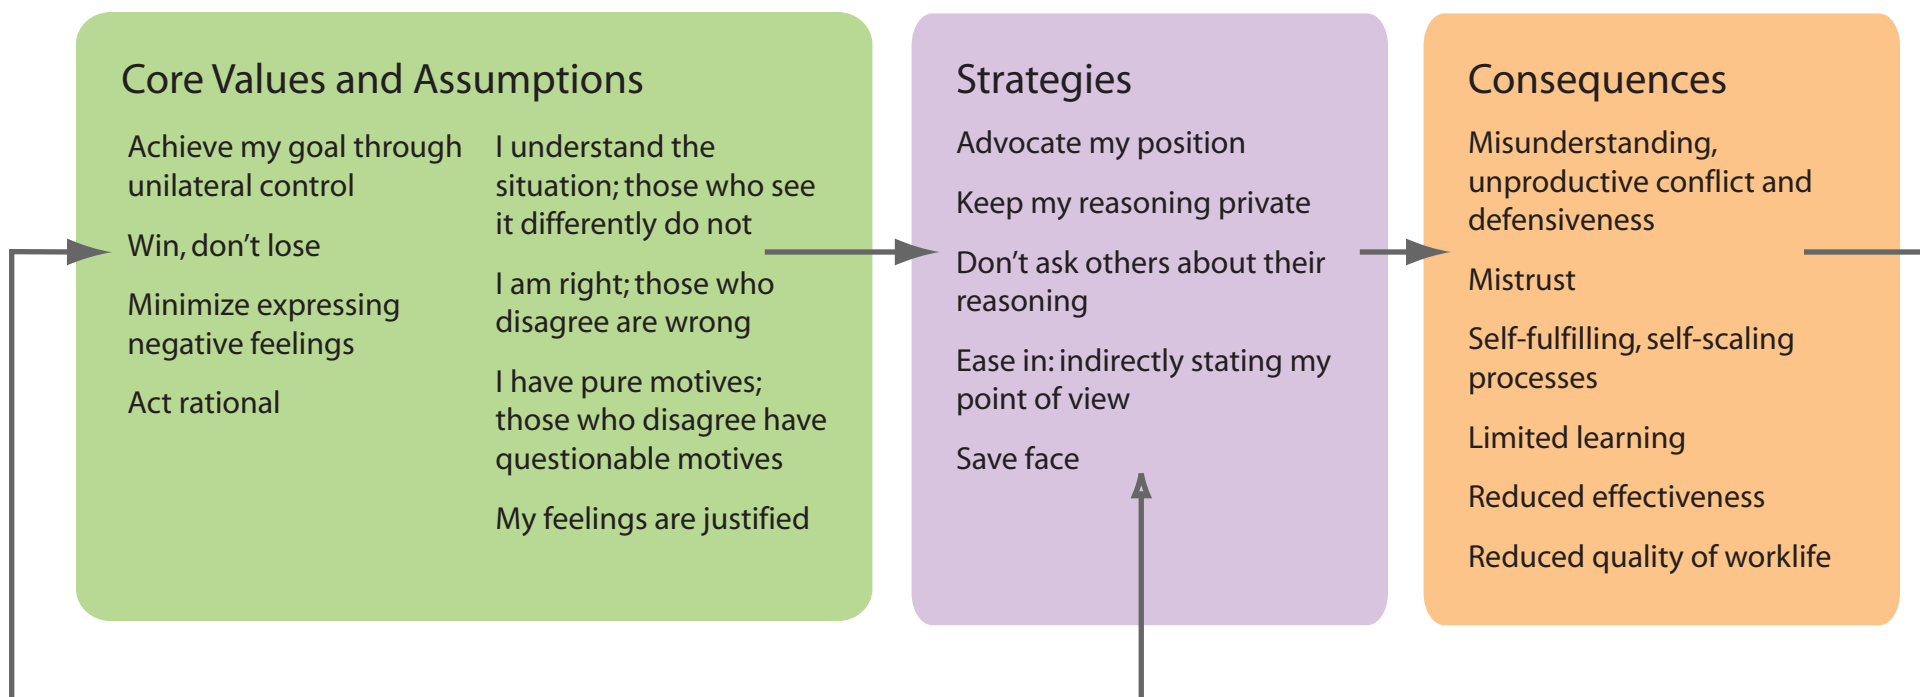 Core Values and Assumptions
Achieve my goal through
unilateral control
Win, don’t lose
Minimize expressing
negative feelings
Act rational
I understand the
situation; those who see
it differently do not
I am right; those who
disagree are wrong
I have pure motives;
those who disagree have
questionable motives
My feelings are justified
Strategies
Advocate my position
Keep my reasoning private
Don’t ask others about their
reasoning
Ease in: indirectly stating my
point of view
Save face
Consequences
Misunderstanding,
unproductive conflict and
defensiveness
Mistrust
Self-fulfilling, self-scaling
processes
Limited learning
Reduced effectiveness
Reduced quality of worklife